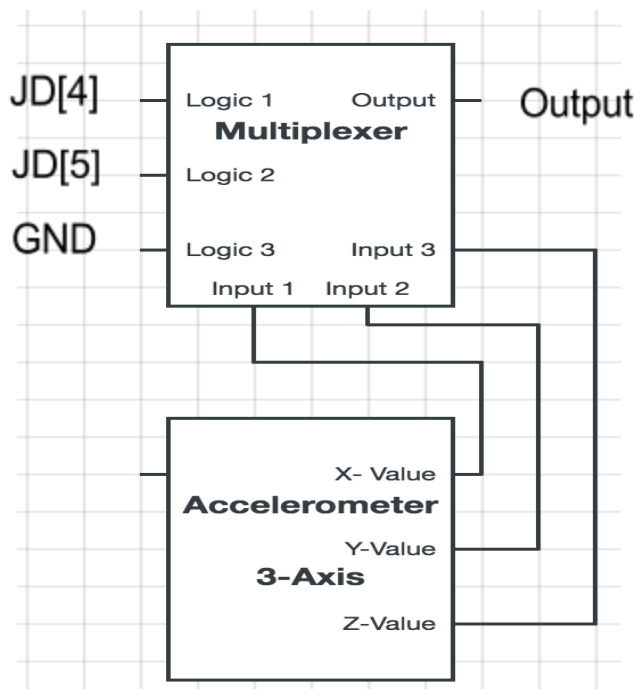 JD[4]
Logic 1 Output
Output
Multiplexer
JD[5]
Logic 2
GND
Logic 3 Input 3
Input 1 Input 2
X- Value
Accelerometer
Y-Value
3-Axis
Z-Value